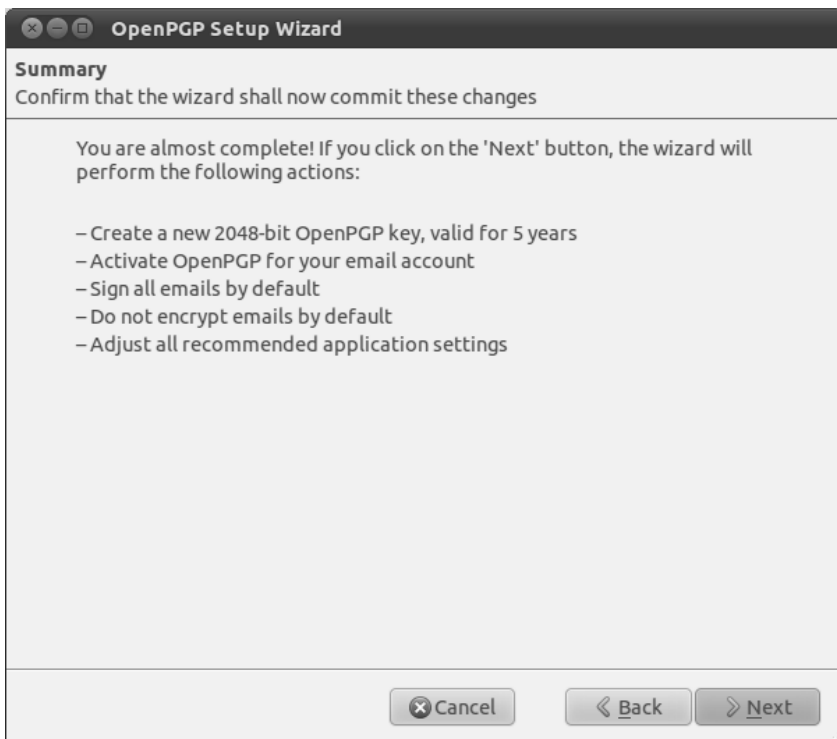 OpenPGP Setup Wizard
Summary
Confirm that the wizard shall now commit these changes
You are almost complete! If you click on the 'Next' button, the wizard will
perform the following actions:
– Create a new 2048-bit OpenPGP key, valid for 5 years
– Activate OpenPGP for your email account
– Sign all emails by default
– Do not encrypt emails by default
– Adjust all recommended application settings
Cancel
Back
Next